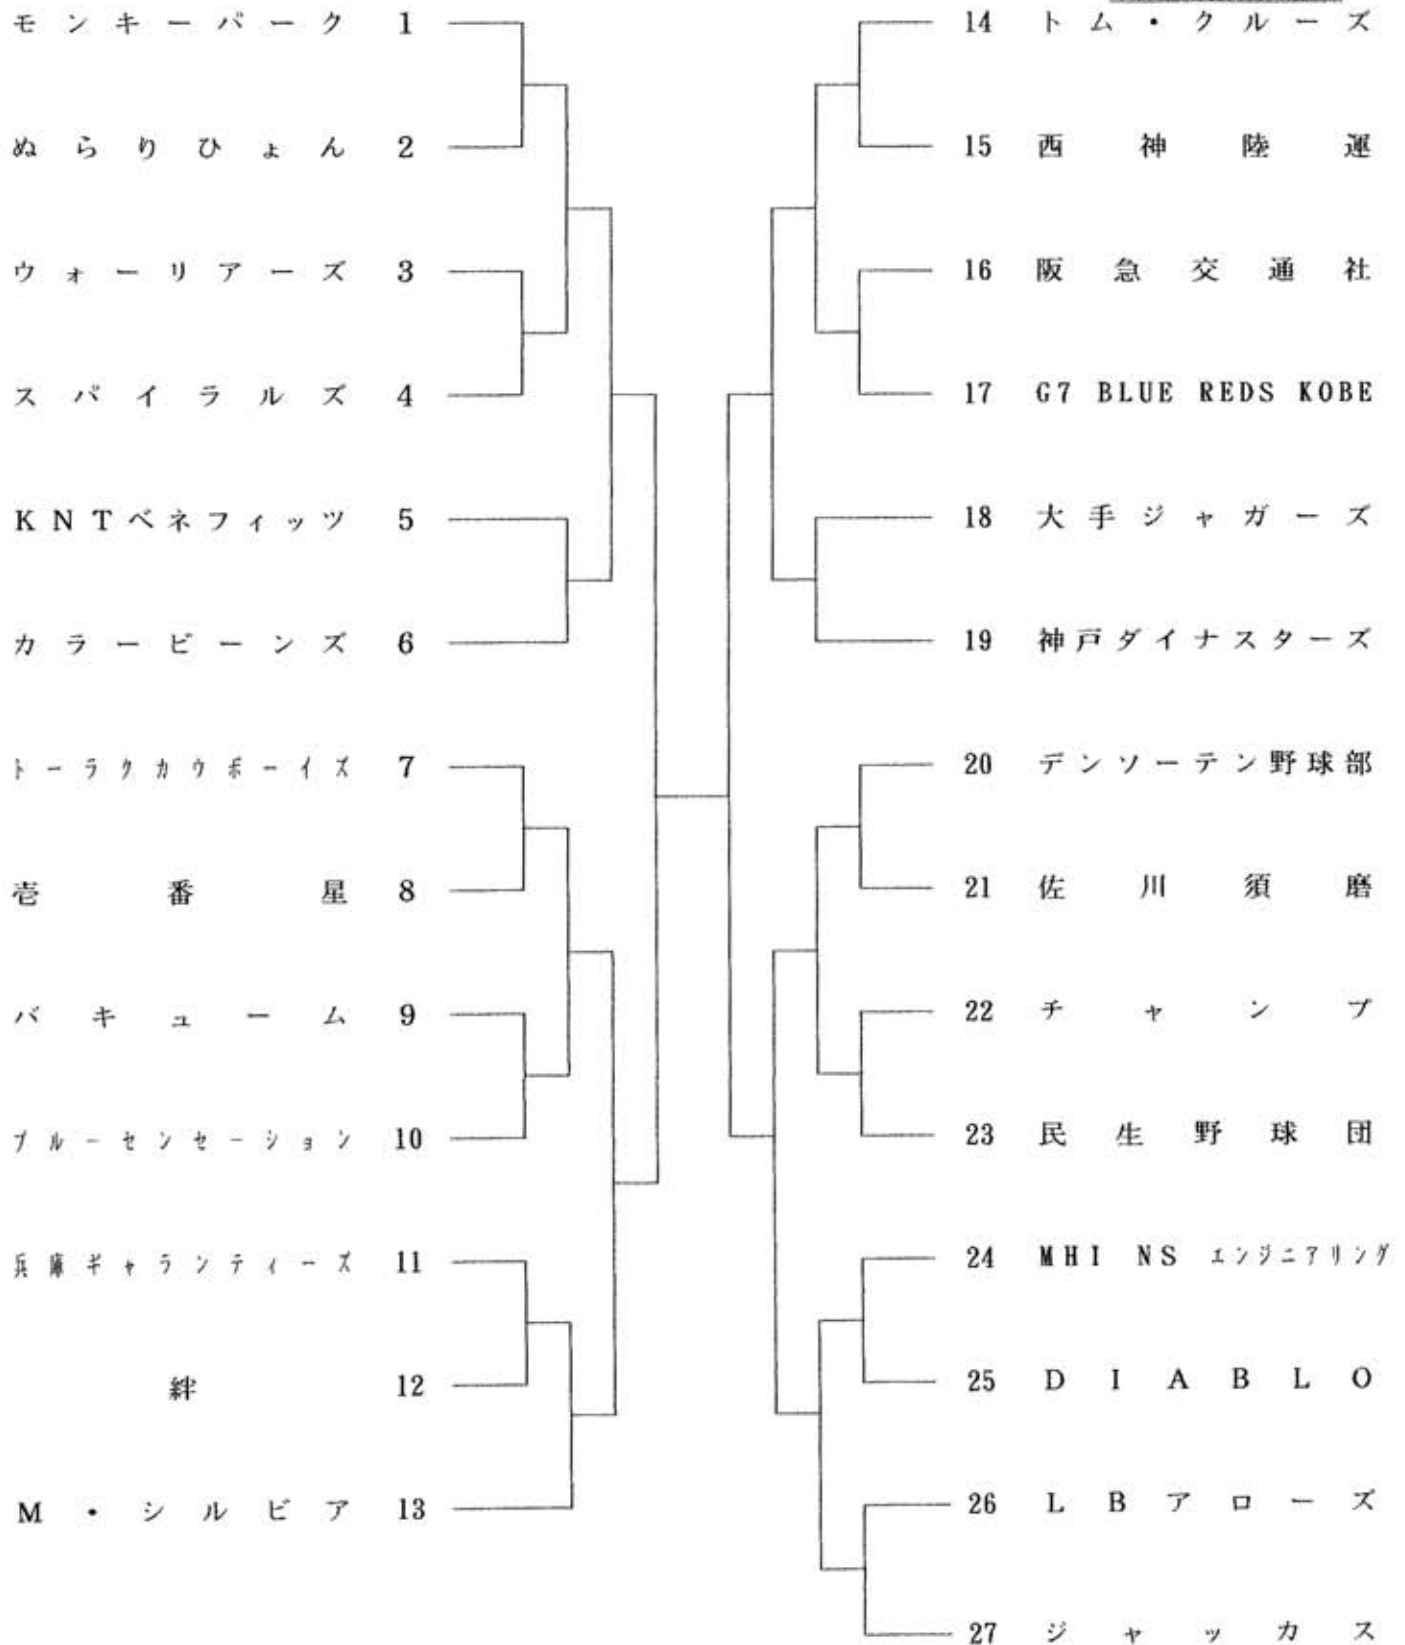 モンキーパーク 1
ぬらりひょん 2
ウォーリアーズ 3
スパイラルズ 4
KNTベネフィッツ 5
カラービーンズ 6
トーラクカウボーイズ 7
壱番星 8
バキューム 9
ブルーセンセーション 10
兵庫ギャランティーズ 11
絆 12
M・シルビア 13
14 トム・クルーズ
15 西神陸運
16 阪急交通社
17 G7 BLUE REDS KOBE
18 大手ジャガーズ
19 神戸ダイナスターズ
20 デンソーテン野球部
21 佐川須磨
22 チャンプ
23 民生野球団
24 MHI NS エンジニアリング
25 DIABLO
26 LBアローズ
27 ジャッカス